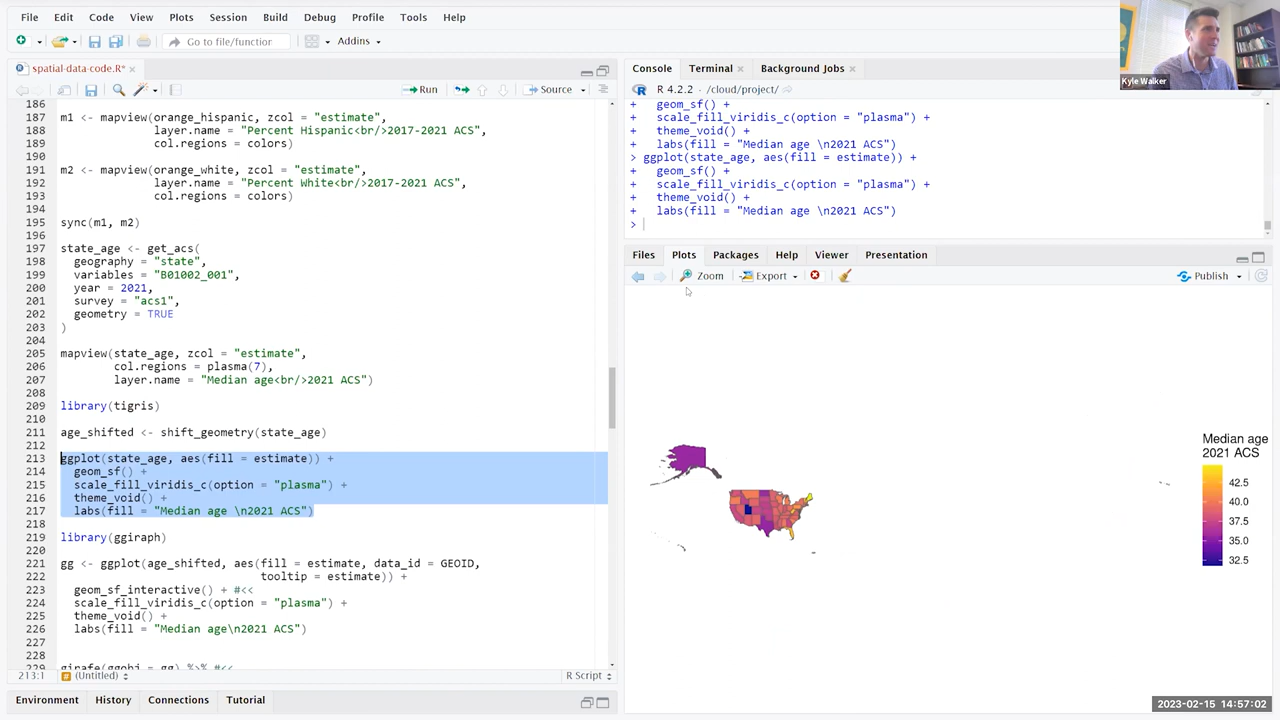 File Edit Code View Plots Session Build Debug Profile Tools Help
Go to file/function Addins
spatial-data-code.R*
Run Source
186
187 m1 <- mapview(orange_hispanic, zcol = "estimate",
188 layer.name = "Percent Hispanic<br/>2017-2021 ACS",
189 col.regions = colors)
190
191 m2 <- mapview(orange_white, zcol = "estimate",
192 layer.name = "Percent White<br/>2017-2021 ACS",
193 col.regions = colors)
194
195 sync(m1, m2)
196
197 state_age <- get_acs(
198 geography = "state",
199 variables = "B01002_001",
200 year = 2021,
201 survey = "acs1",
202 geometry = TRUE
203 )
204
205 mapview(state_age, zcol = "estimate",
206 col.regions = plasma(7),
207 layer.name = "Median age<br/>2021 ACS")
208
209 library(tigris)
210
211 age_shifted <- shift_geometry(state_age)
212
213 ggplot(state_age, aes(fill = estimate)) +
214 geom_sf() +
215 scale_fill_viridis_c(option = "plasma") +
216 theme_void() +
217 labs(fill = "Median age \n2021 ACS")
218
219 library(ggiraph)
220
221 gg <- ggplot(age_shifted, aes(fill = estimate, data_id = GEOID,
222 tooltip = estimate)) +
223 geom_sf_interactive() + #<<
224 scale_fill_viridis_c(option = "plasma") +
225 theme_void() +
226 labs(fill = "Median age\n2021 ACS")
227
228
229 girafe(ggobj = gg) %>% #<<
213:1 # (Untitled) R Script
Environment History Connections Tutorial
Console Terminal Background Jobs
R 4.2.2 · /cloud/project/
+ geom_sf() +
+ scale_fill_viridis_c(option = "plasma") +
+ theme_void() +
+ labs(fill = "Median age \n2021 ACS")
> ggplot(state_age, aes(fill = estimate)) +
+ geom_sf() +
+ scale_fill_viridis_c(option = "plasma") +
+ theme_void() +
+ labs(fill = "Median age \n2021 ACS")
>
Files Plots Packages Help Viewer Presentation
Zoom Export Publish
Median age
2021 ACS
42.5
40.0
37.5
35.0
32.5
Kyle Walker
2023-02-15 14:57:02